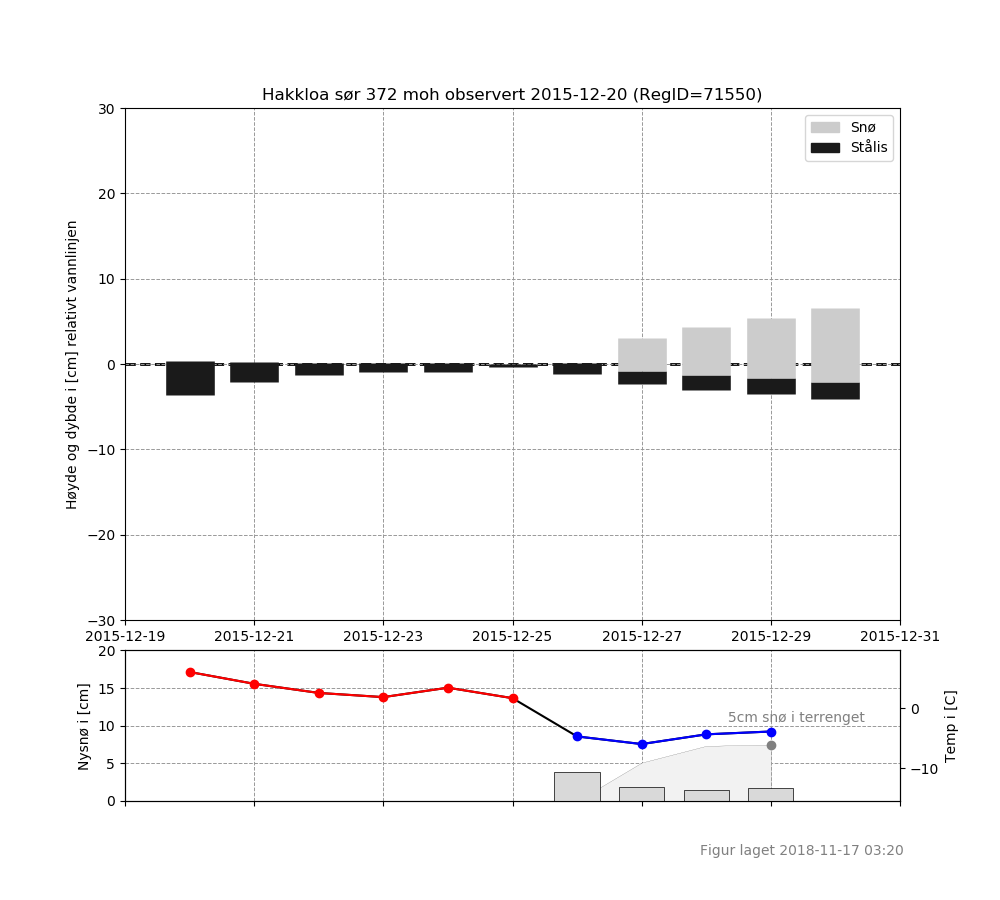 Hakkloa sør 372 moh observert 2015-12-20 (RegID=71550)
Snø
Stålis
Høyde og dybde i [cm] relativt vannlinjen
30
20
10
0
−10
−20
−30
2015-12-19 2015-12-21 2015-12-23 2015-12-25 2015-12-27 2015-12-29 2015-12-31
Nysnø i [cm]
20
15
10
5
0
5cm snø i terrenget
0
−10
Temp i [C]
Figur laget 2018-11-17 03:20